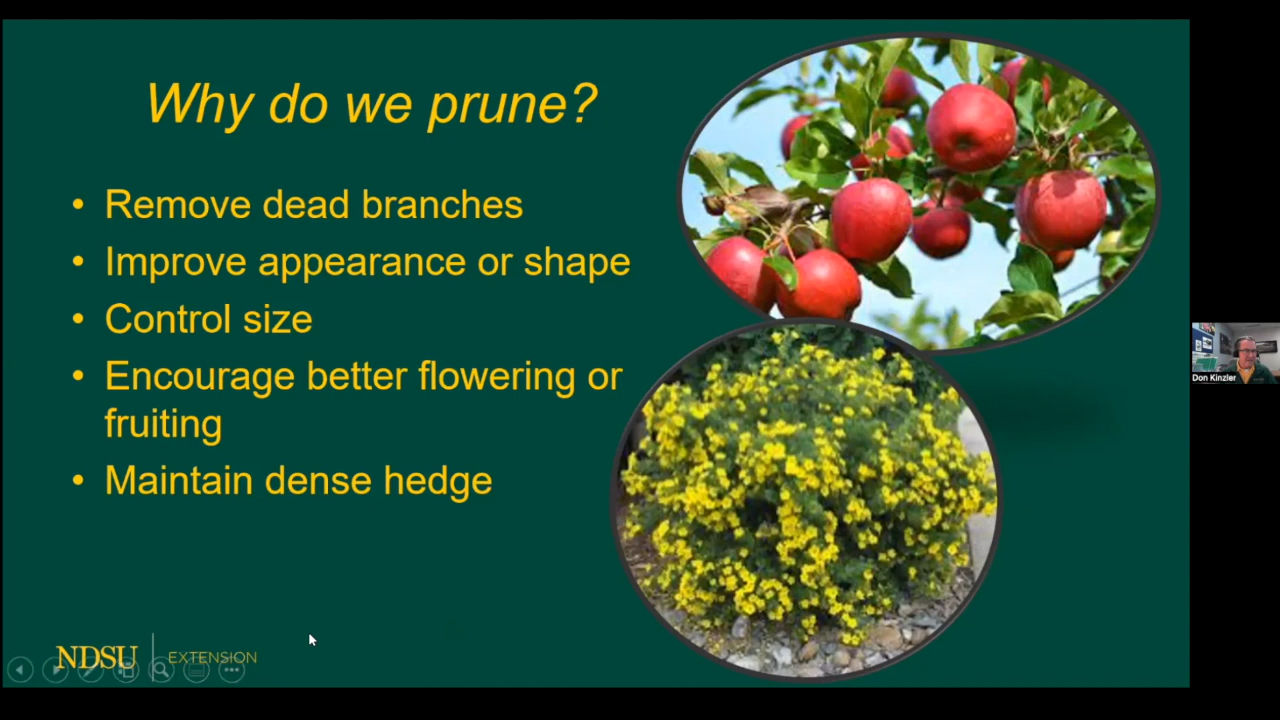 Why do we prune?
• Remove dead branches
• Improve appearance or shape
• Control size
• Encourage better flowering or
fruiting
• Maintain dense hedge
NDSU EXTENSION
Don Kinzler